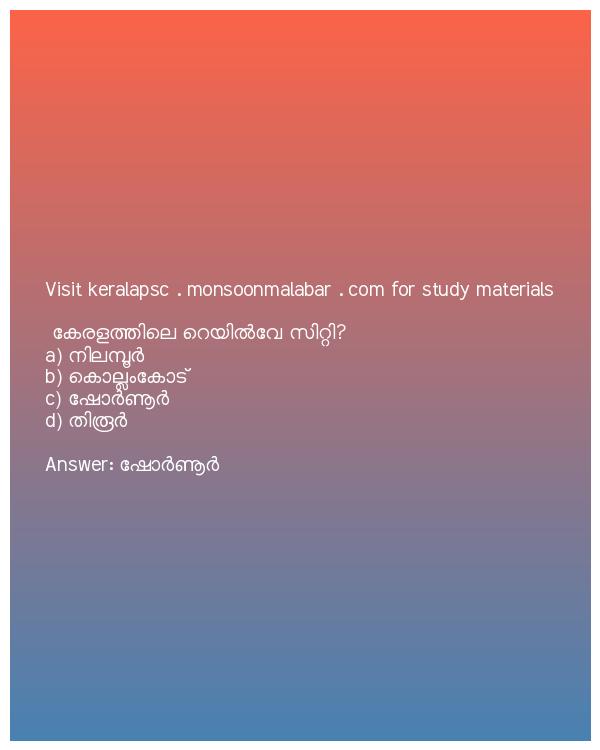 Visit keralapsc . monsoonmalabar . com for study materials
കേരളത്തിലെ റെയിൽവേ സിറ്റി?
a) നിലമ്പൂർ
b) കൊല്ലംകോട്
c) ഷോർണൂർ
d) തിരൂർ
Answer: ഷോർണൂർ